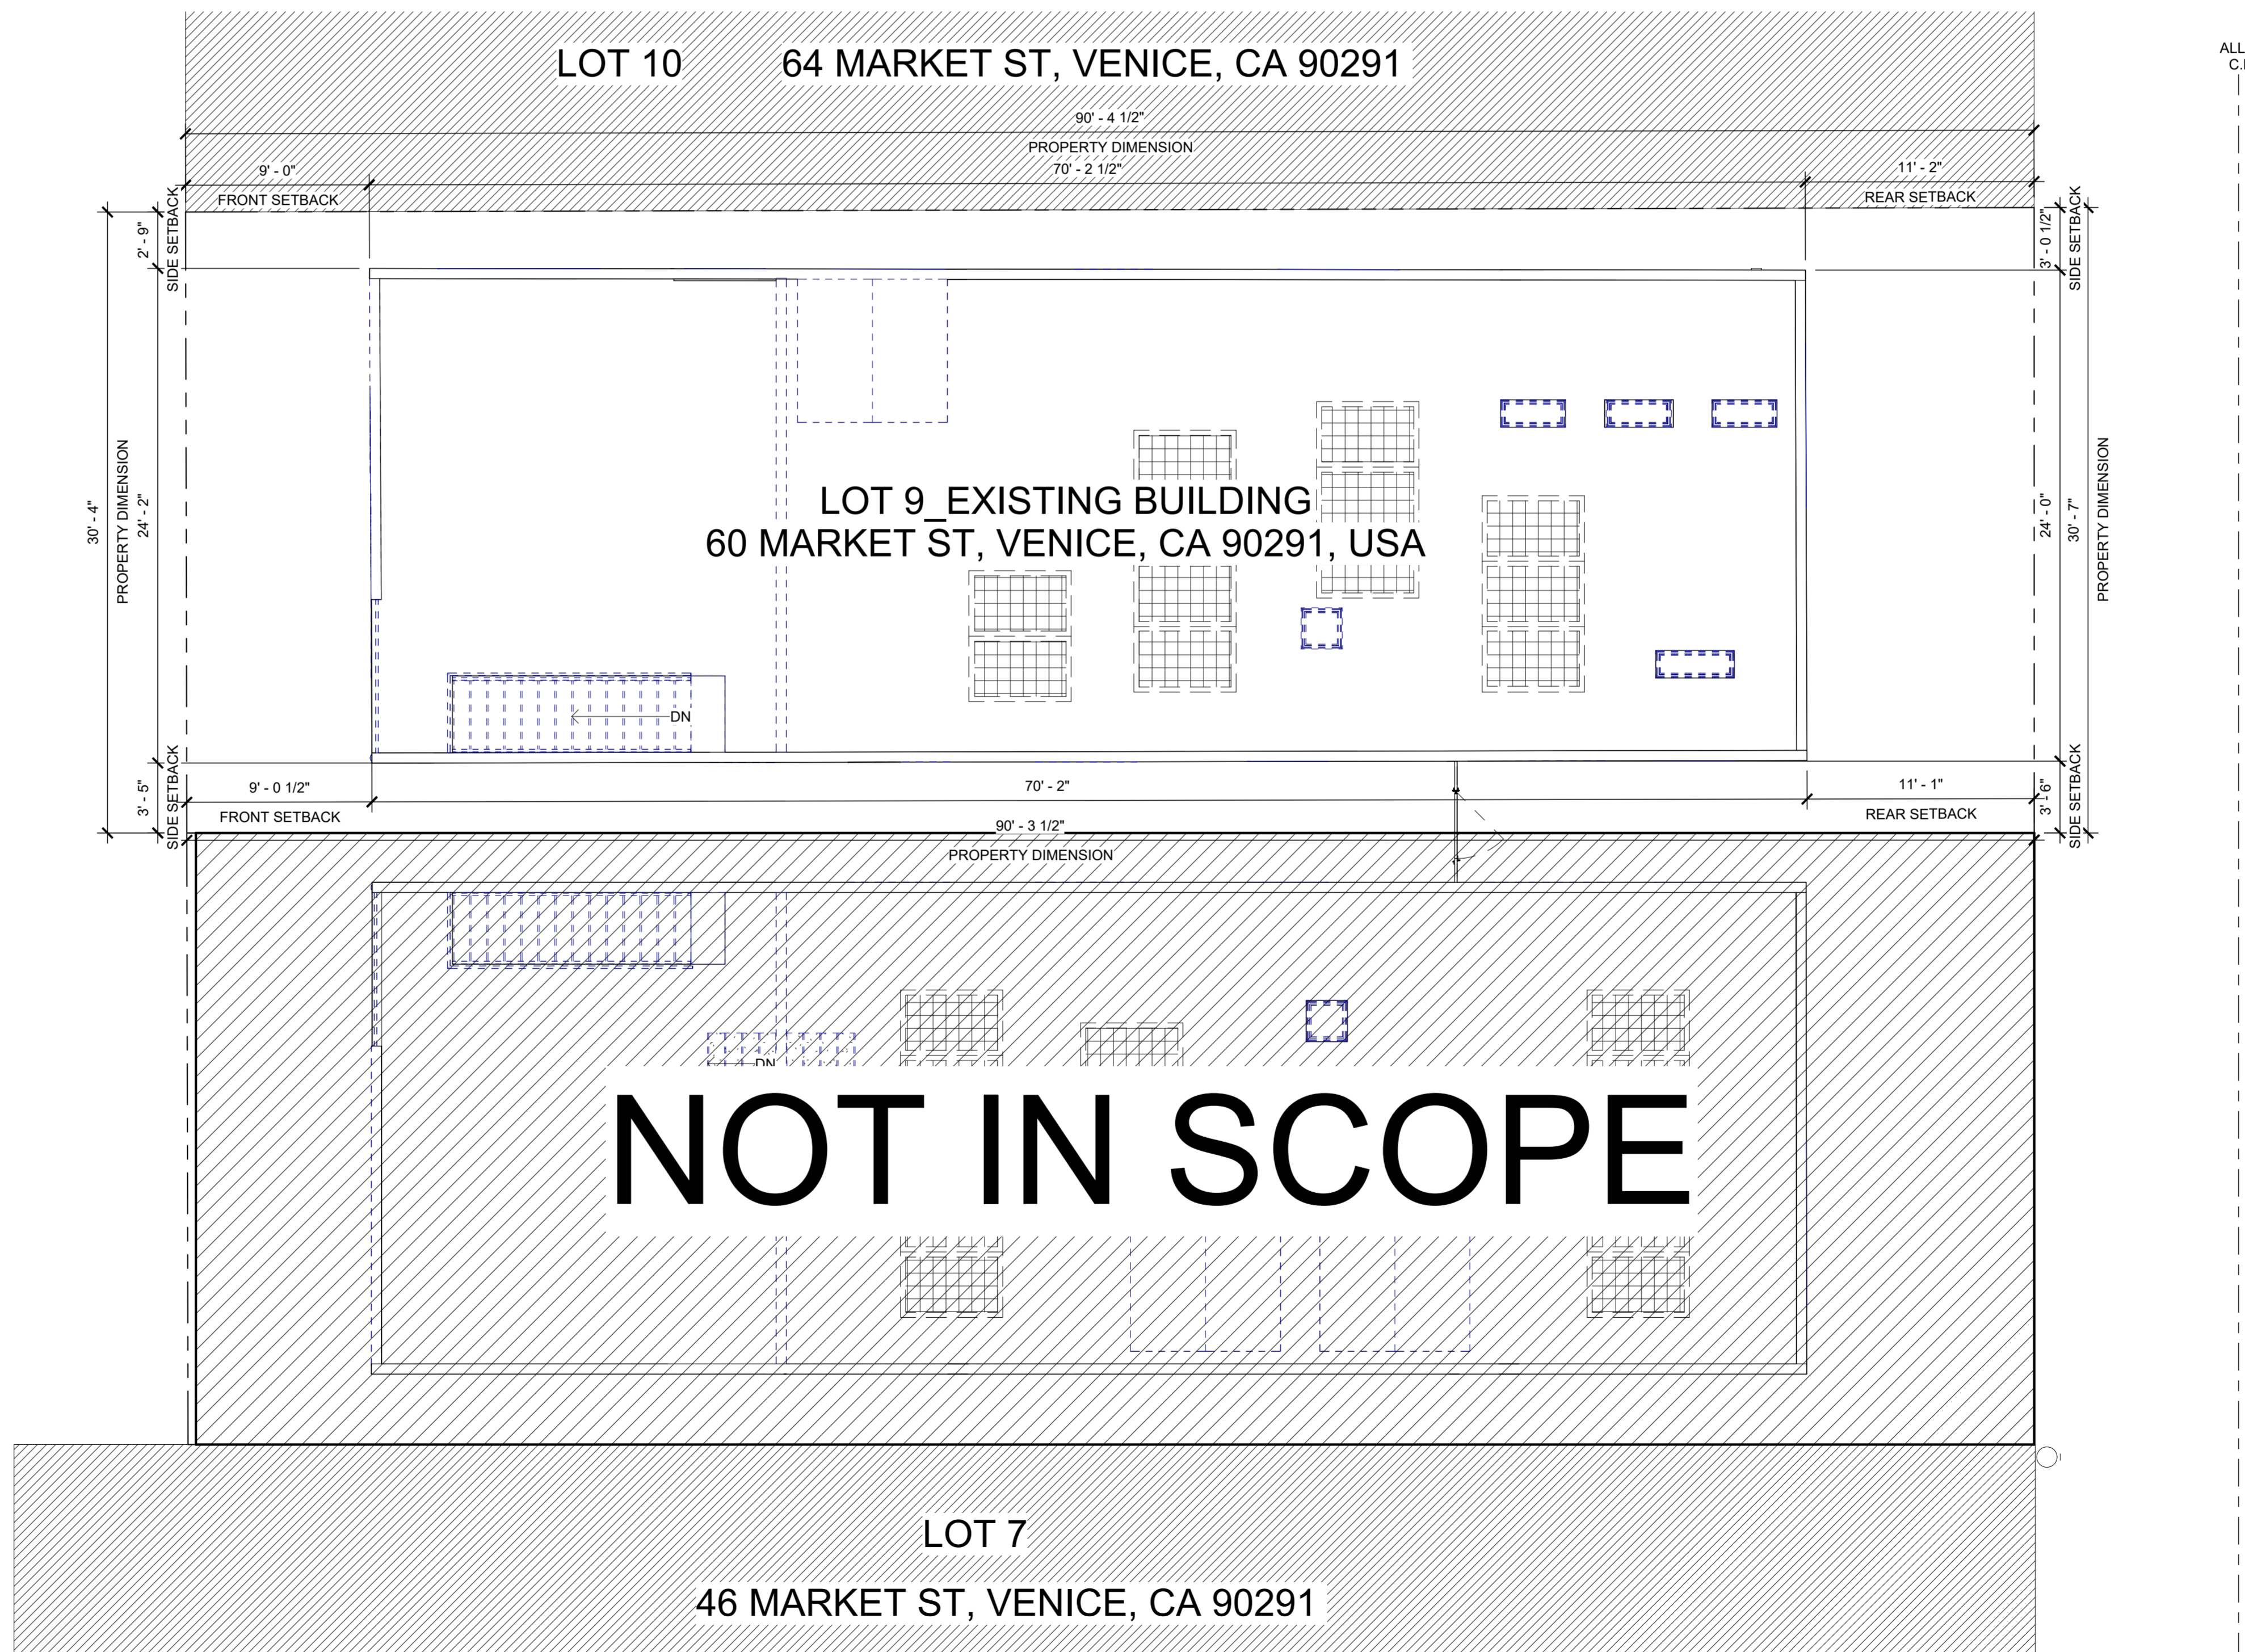 LOT 10 64 MARKET ST, VENICE, CA 90291
ALL
C.
90' - 4 1/2"
PROPERTY DIMENSION
9' - 0"
70' - 2 1/2"
11' - 2"
FRONT SETBACK
REAR SETBACK
SIDE SETBACK
2' - 9"
3' - 0 1/2"
SIDE SETBACK
30' - 4"
PROPERTY DIMENSION
24' - 2"
LOT 9_EXISTING BUILDING
60 MARKET ST, VENICE, CA 90291, USA
24' - 0"
30' - 7"
PROPERTY DIMENSION
DN
3' - 5"
SIDE SETBACK
9' - 0 1/2"
70' - 2"
11' - 1"
3' - 6"
SIDE SETBACK
FRONT SETBACK
REAR SETBACK
90' - 3 1/2"
PROPERTY DIMENSION
DN
NOT IN SCOPE
LOT 7
46 MARKET ST, VENICE, CA 90291